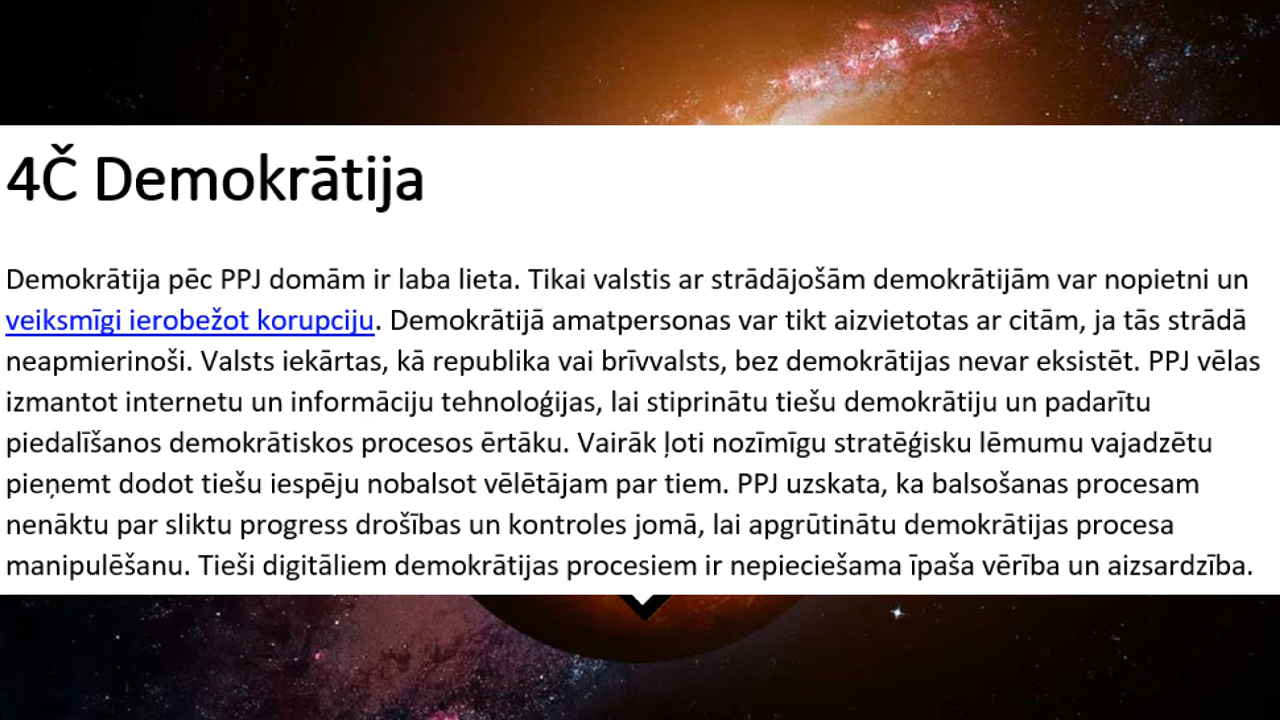 4Č Demokrātija
Demokrātija pēc PPJ domām ir laba lieta. Tikai valstis ar strādājošām demokrātijām var nopietni un
veiksmīgi ierobežot korupciju. Demokrātijā amatpersonas var tikt aizvietotas ar citām, ja tās strādā
neapmierinoši. Valsts iekārtas, kā republika vai brīvvalsts, bez demokrātijas nevar eksistēt. PPJ vēlas
izmantot internetu un informāciju tehnoloģijas, lai stiprinātu tiešu demokrātiju un padarītu
piedalīšanos demokrātiskos procesos ērtāku. Vairāk ļoti nozīmīgu stratēģisku lēmumu vajadzētu
pieņemt dodot tiešu iespēju nobalsot vēlētājam par tiem. PPJ uzskata, ka balsošanas procesam
nenāktu par sliktu progress drošības un kontroles jomā, lai apgrūtinātu demokrātijas procesa
manipulēšanu. Tieši digitāliem demokrātijas procesiem ir nepieciešama īpaša vērība un aizsardzība.